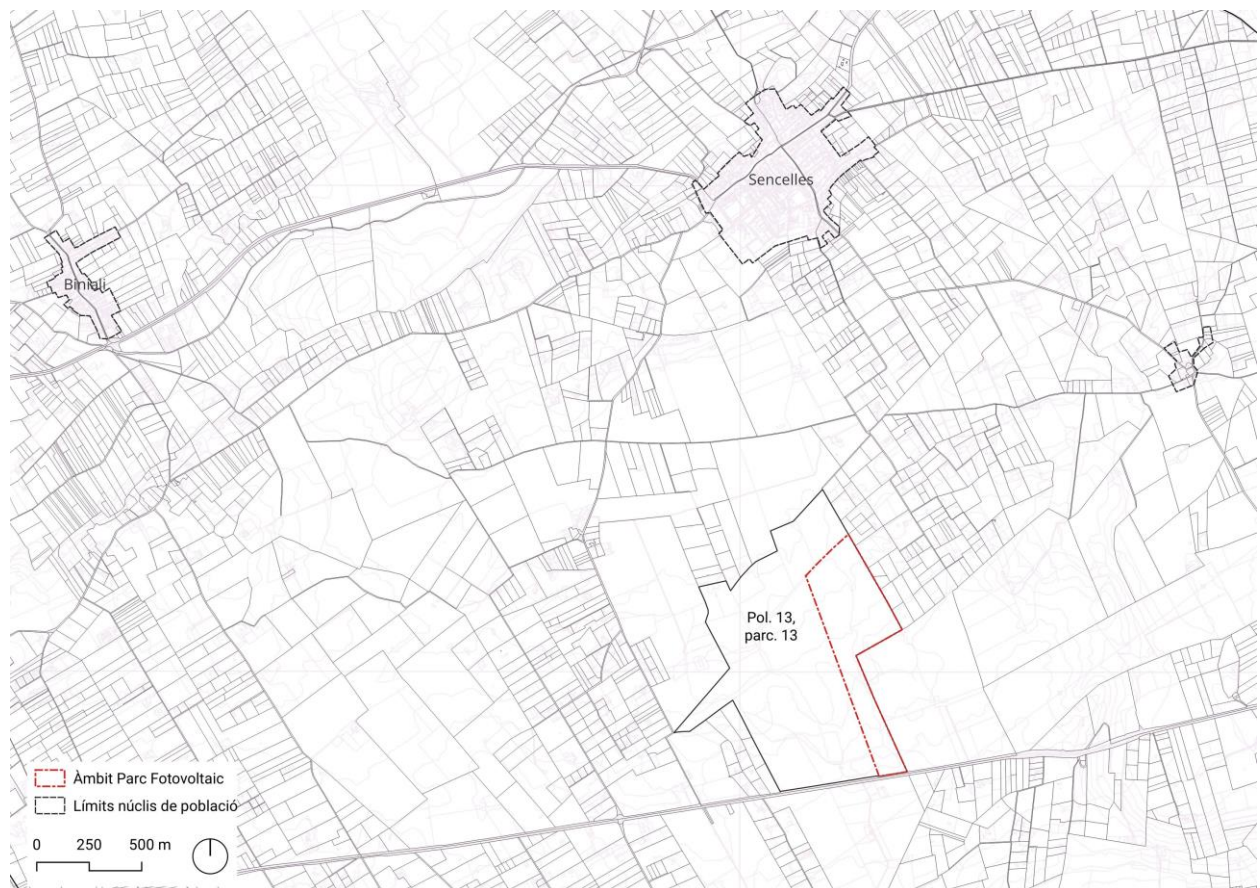 Sencelles
Biniali
Pol. 13,
parc. 13
Àmbit Parc Fotovoltaic
Límits núclis de població
0 250 500 m